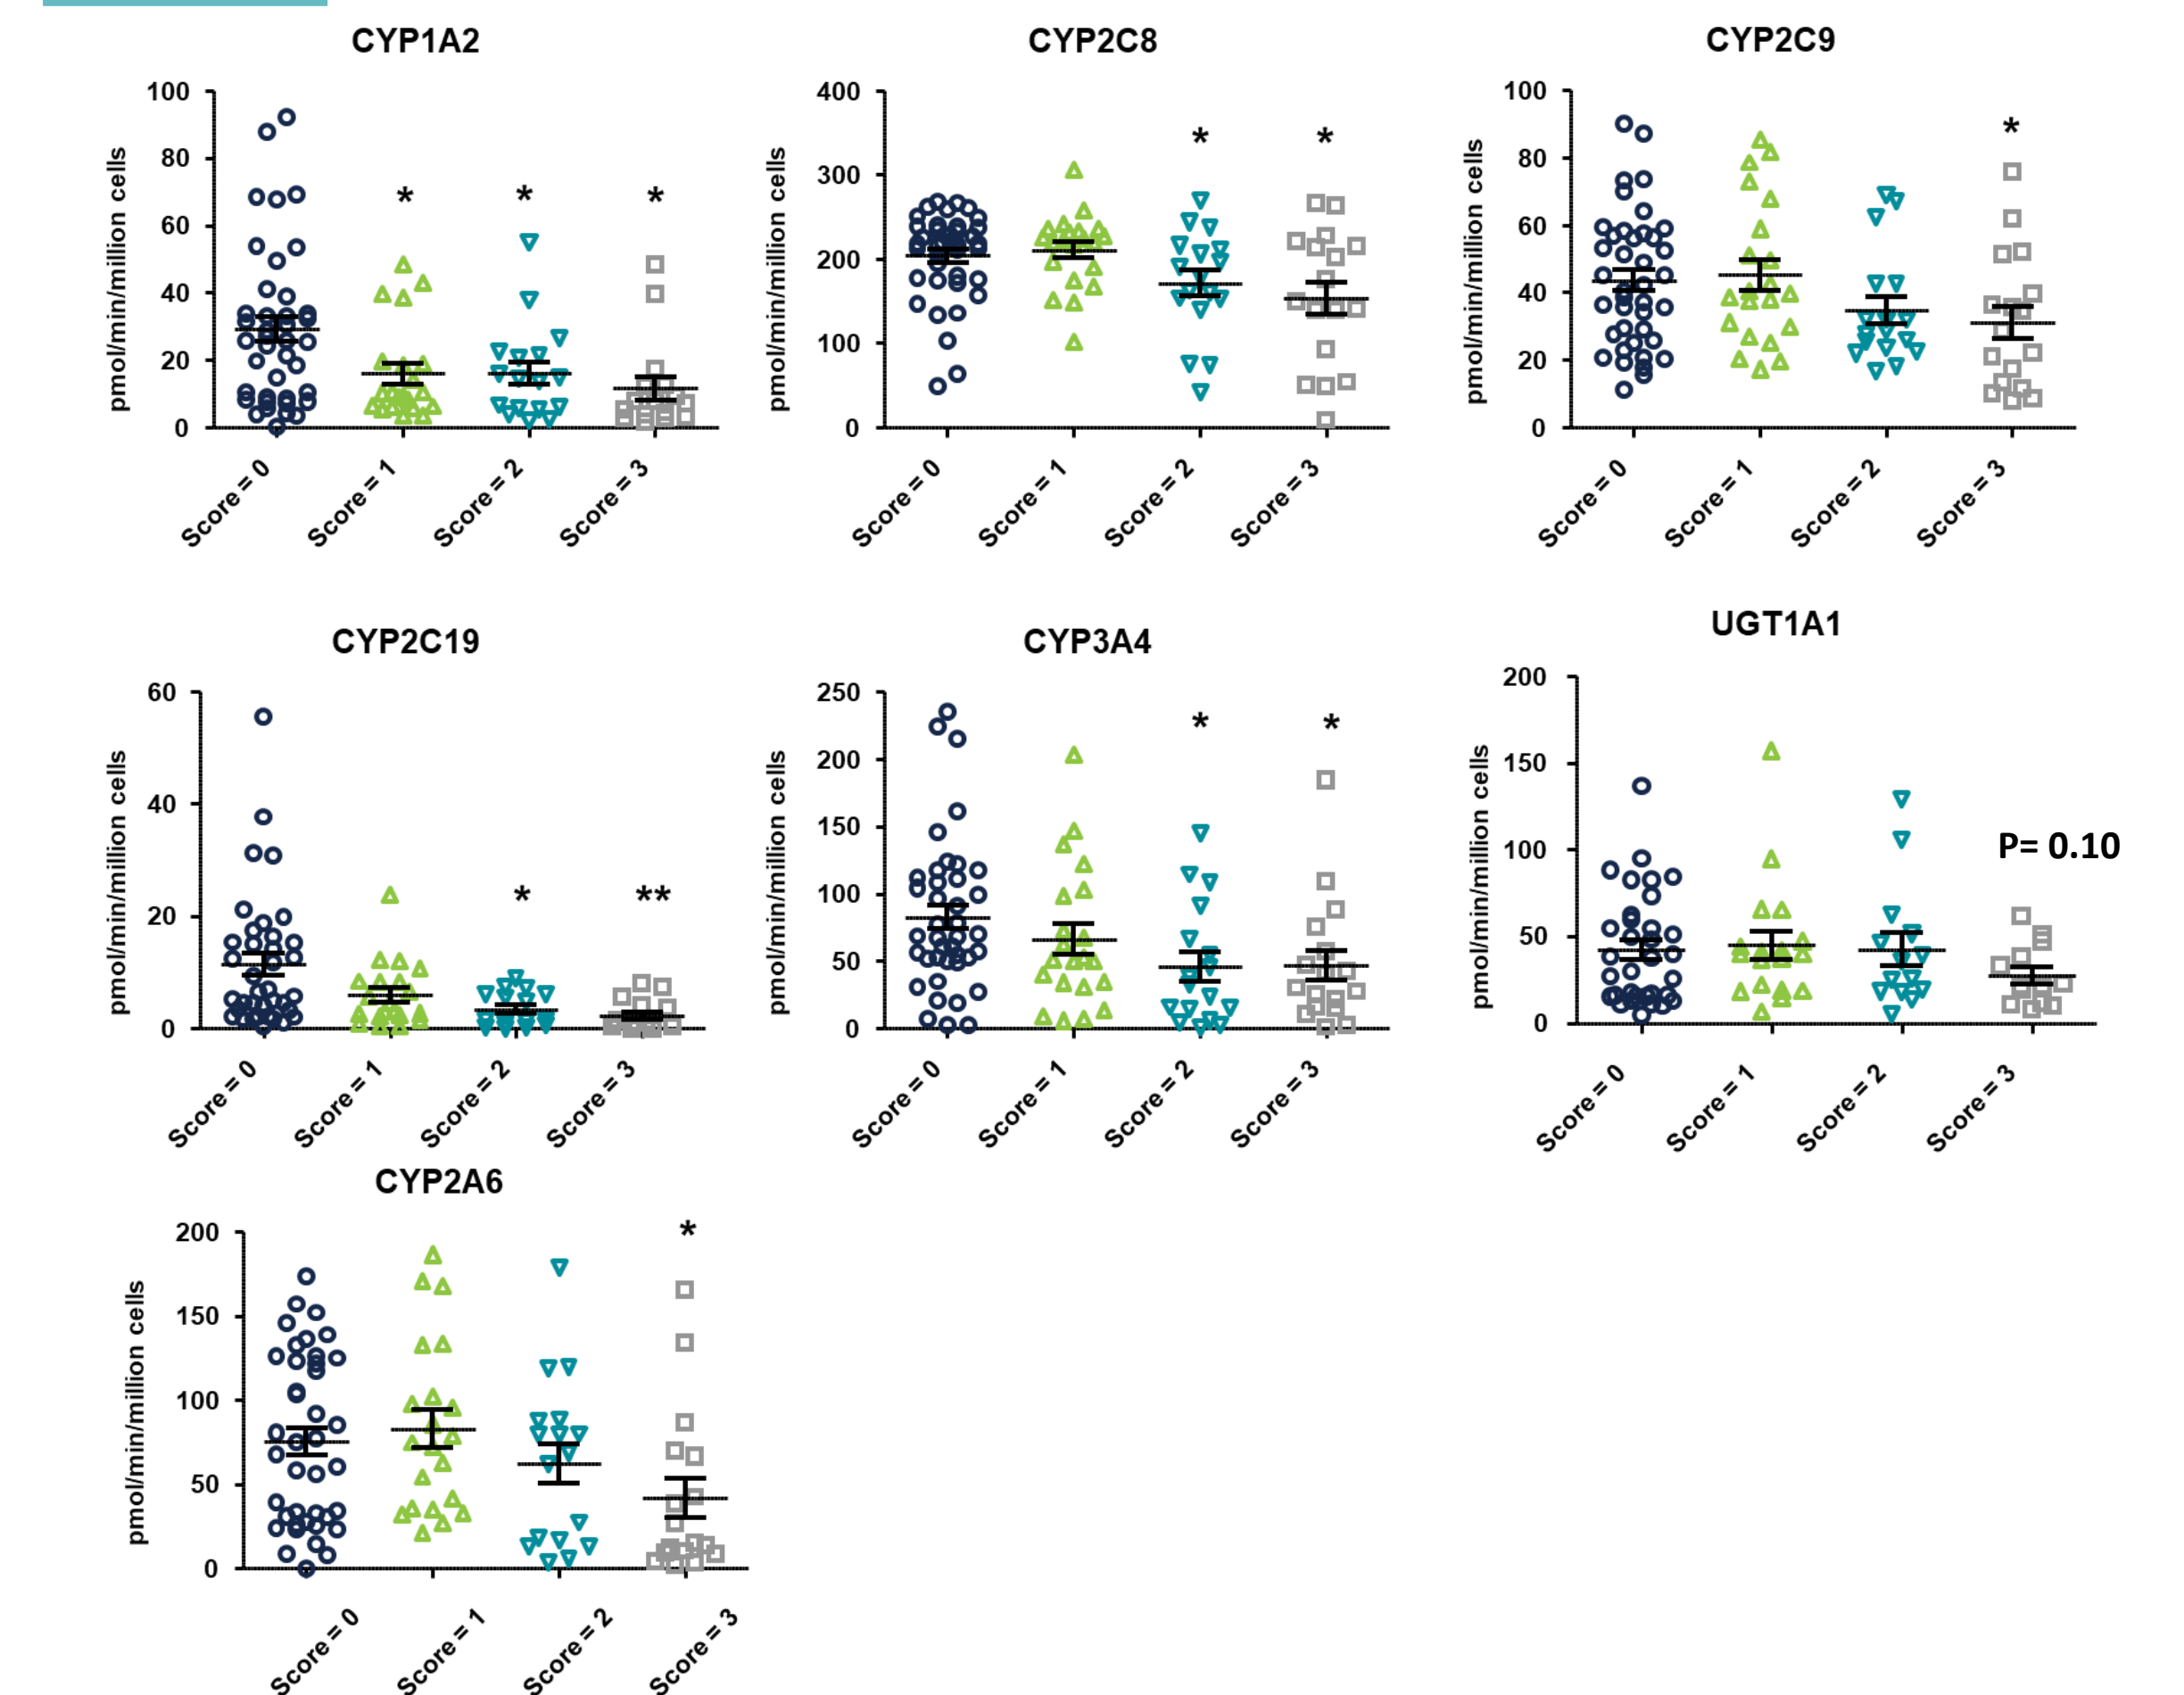 CYP1A2
CYP2C8
CYP2C9
pmol/min/million cells
100
80
60
40
20
0
*
*
*
Score = 0
Score = 1
Score = 2
Score = 3
pmol/min/million cells
400
300
200
100
0
*
*
Score = 0
Score = 1
Score = 2
Score = 3
pmol/min/million cells
100
80
60
40
20
0
*
Score = 0
Score = 1
Score = 2
Score = 3
CYP2C19
CYP3A4
UGT1A1
pmol/min/million cells
60
40
20
0
*
**
Score = 0
Score = 1
Score = 2
Score = 3
pmol/min/million cells
250
200
150
100
50
0
*
*
Score = 0
Score = 1
Score = 2
Score = 3
pmol/min/million cells
200
150
100
50
0
P= 0.10
Score = 0
Score = 1
Score = 2
Score = 3
CYP2A6
pmol/min/million cells
200
150
100
50
0
*
Score = 0
Score = 1
Score = 2
Score = 3